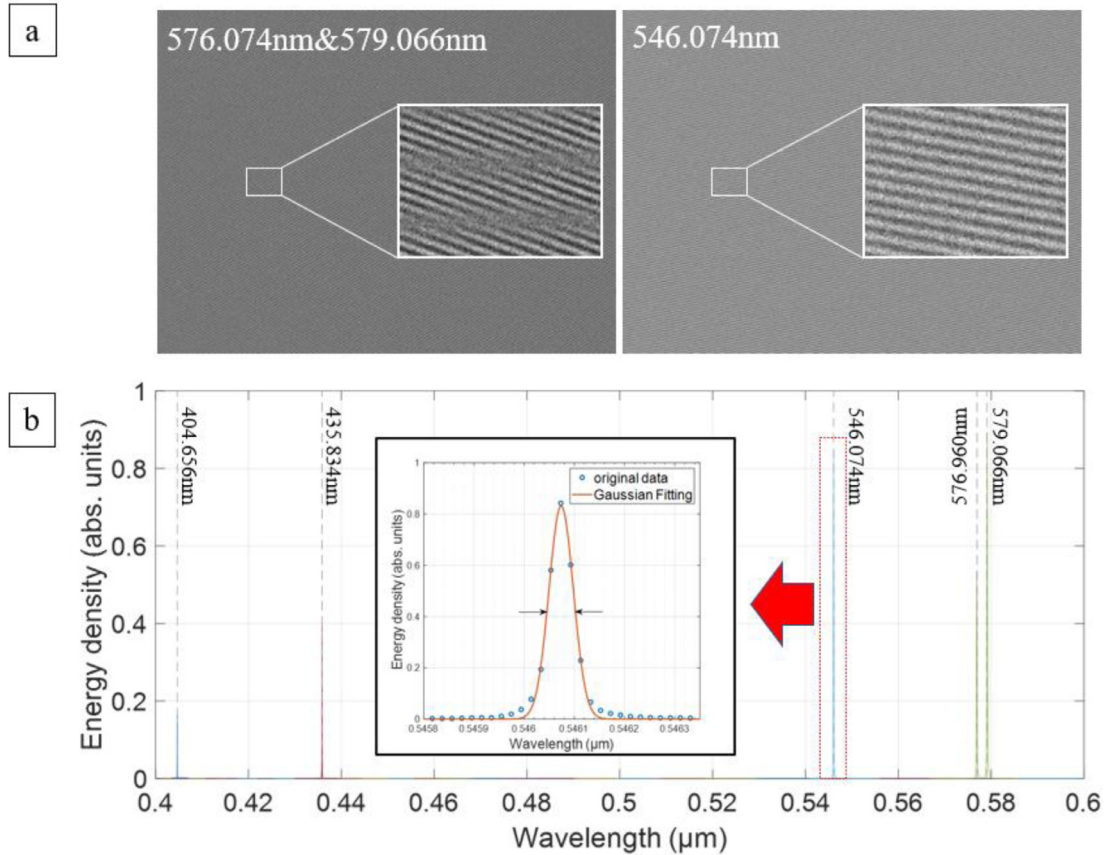 a
576.074nm&579.066nm
546.074nm
b
Energy density (abs. units)
1
0.8
0.6
0.4
0.2
0
404.656nm
435.834nm
546.074nm
579.960nm
579.066nm
Energy density (abs. units)
1
0.8
0.6
0.4
0.2
0
original data
Gaussian Fitting
0.5458
0.5459
0.546
0.5461
0.5462
0.5463
Wavelength (μm)
0.4
0.42
0.44
0.46
0.48
0.5
0.52
0.54
0.56
0.58
0.6
Wavelength (μm)